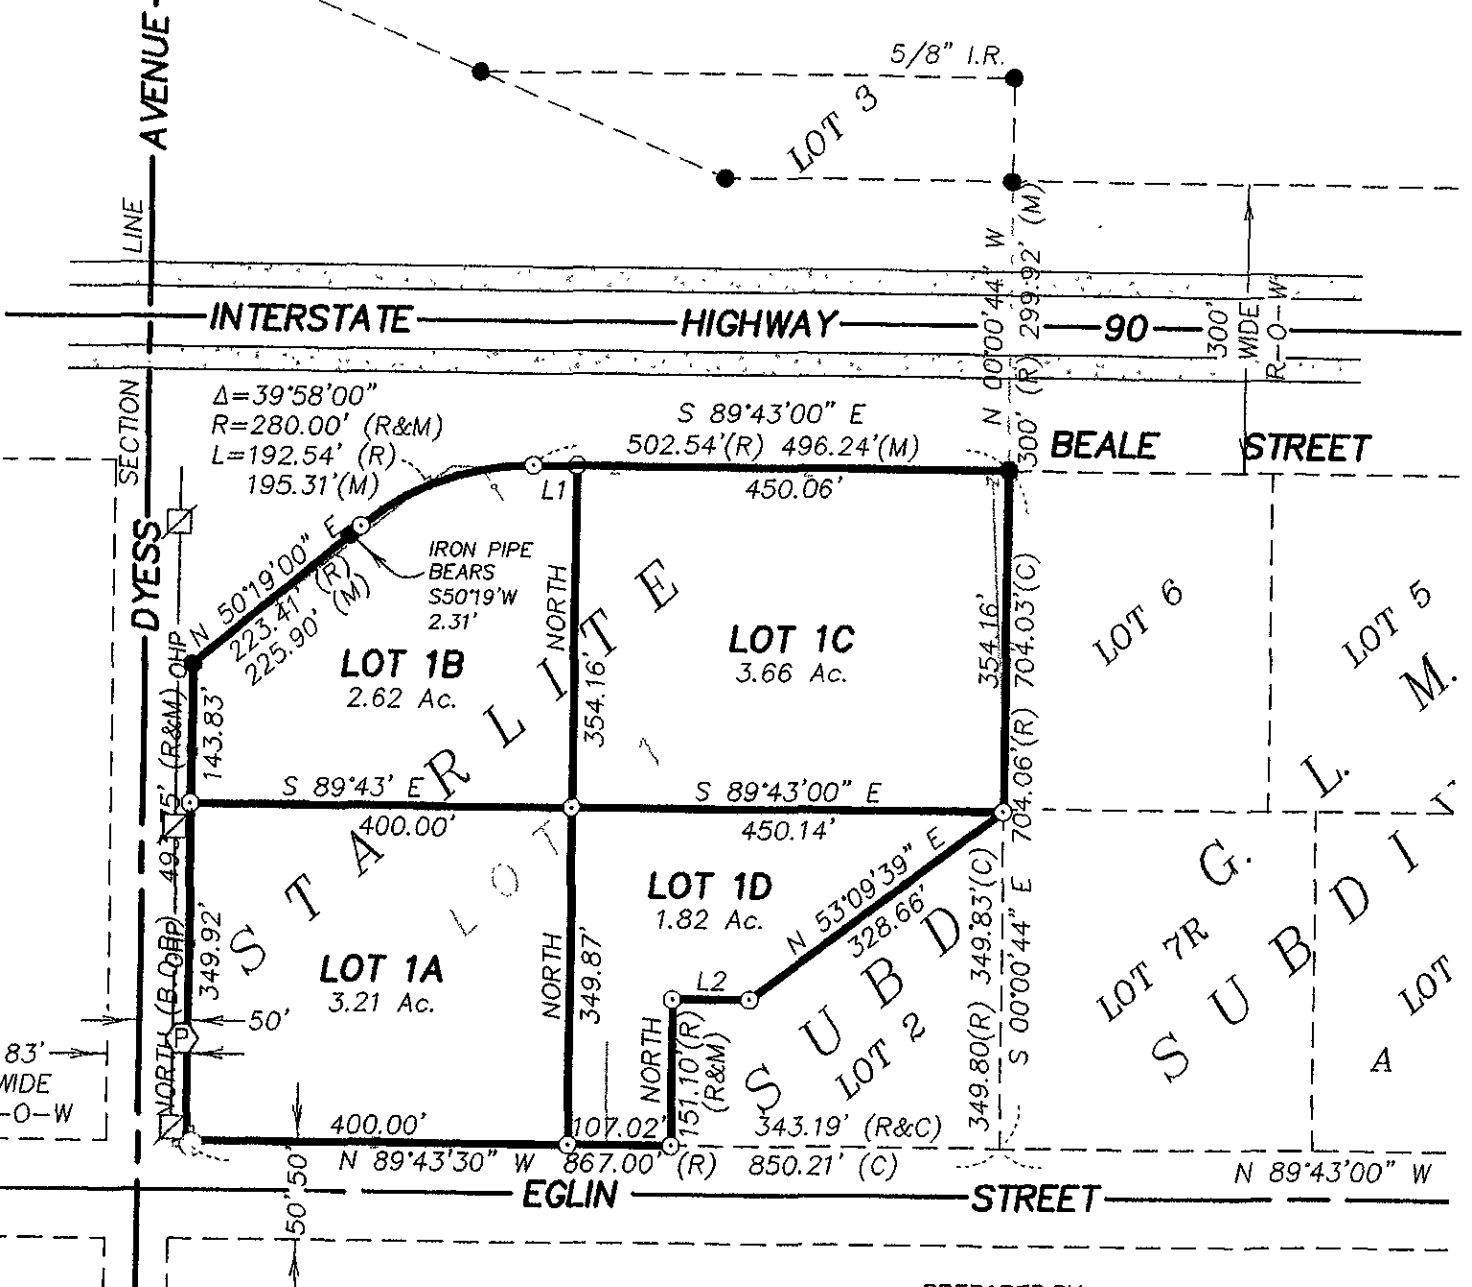 AVENUE
5/8" I.R.
LOT 3
LINE
N 00°00'44" W
300' (R) 299.92' (M)
INTERSTATE HIGHWAY 90
300'
WIDE
R-O-W
SECTION
Δ=39°58'00"
R=280.00' (R&M)
L=192.54' (R)
195.31'(M)
S 89°43'00" E
502.54'(R) 496.24'(M)
BEALE STREET
L1
450.06'
DYESS
N 50°19'00" E
223.41' (R)
225.90' (M)
IRON PIPE
BEARS
S50°19'W
2.31'
NORTH
354.16'
LOT 1B
2.62 Ac.
LOT 1C
3.66 Ac.
354.16'
704.06'(R) 704.03'(C)
S 00°00'44" E
LOT 6
LOT 5
OHP
143.83'
NORTH (B.O.B.) 493.75' (R&M)
S 89°43' E
400.00'
S 89°43'00" E
450.14'
STARLITE
LOT 1
LOT 1D
1.82 Ac.
N 53°09'39" E
328.66'
349.80(R) 349.83'(C)
G. L. M.
SUBDIV
LOT 7R
LOT
A
LOT 1A
3.21 Ac.
349.92'
OHP
NORTH
349.87'
L2
SUBD
LOT 2
50'
P
83'
WIDE
-O-W
NORTH
151.10'(R)
(R&M)
400.00'
107.02'
343.19' (R&C)
N 89°43'30" W
867.00' (R) 850.21' (C)
N 89°43'00" W
50' 50'
EGLIN STREET